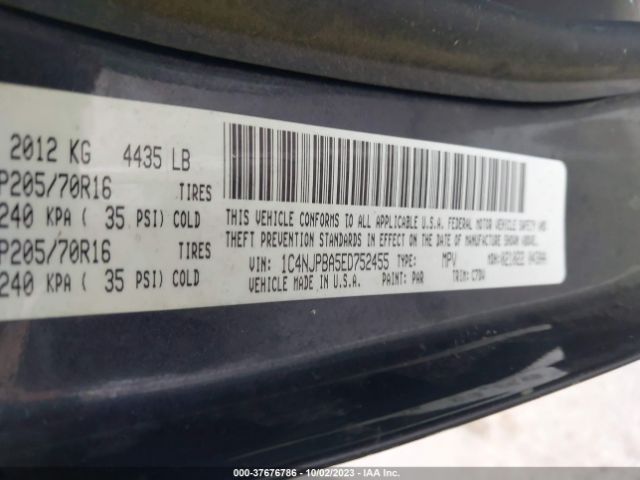 2012 KG 4435 LB
P205/70R16 TIRES
240 KPA ( 35 PSI) COLD
P205/70R16 TIRES
240 KPA ( 35 PSI) COLD
THIS VEHICLE CONFORMS TO ALL APPLICABLE U.S.A. FEDERAL MOTOR VEHICLE SAFETY AND
THEFT PREVENTION STANDARDS IN EFFECT ON THE DATE OF MANUFACTURE SHOWN ABOVE.
VIN: 1C4NJPBA5ED752455 TYPE: MPV MDH:
VEHICLE MADE IN U.S.A. PAINT: PAR TRIM: C7DV
000-37676786 - 10/02/2023 - IAA Inc.